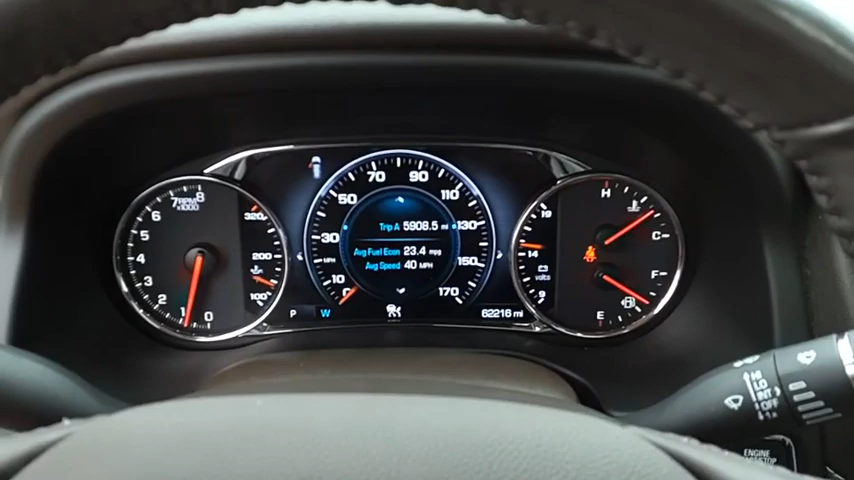 RPM
x1000
0
1
2
3
4
5
6
7
8
320
200
100
P
W
10
30
50
70
90
110
130
150
170
0
MPH
Trip A 5908.5 mi
Avg Fuel Econ 23.4 mpg
Avg Speed 40 MPH
62216 mi
19
14
volts
9
H
C
F
E
HI
LO
INT
OFF
1x
ENGINE